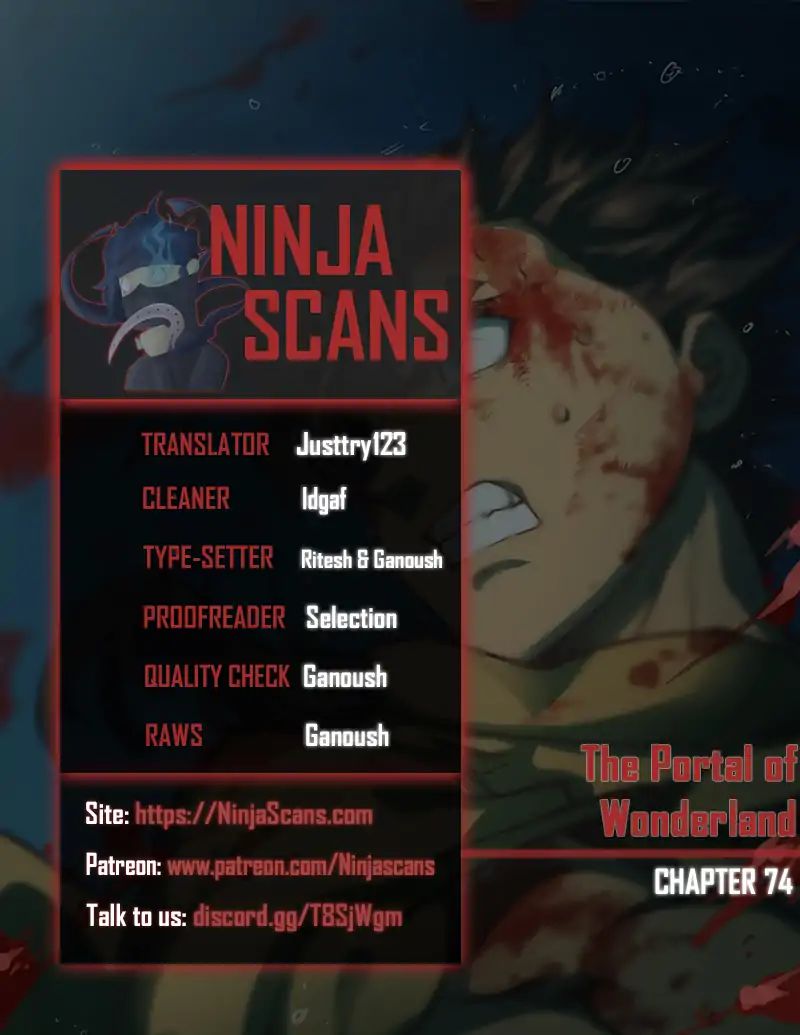 NINJA
SCANS
TRANSLATOR Justtry123
CLEANER Idgaf
TYPE-SETTER Ritesh & Ganoush
PROOFREADER Selection
QUALITY CHECK Ganoush
RAWS Ganoush
Site: https://NinjaScans.com
Patreon: www.patreon.com/Ninjascans
Talk to us: discord.gg/T8SjWgm
The Portal of
Wonderland
CHAPTER 74